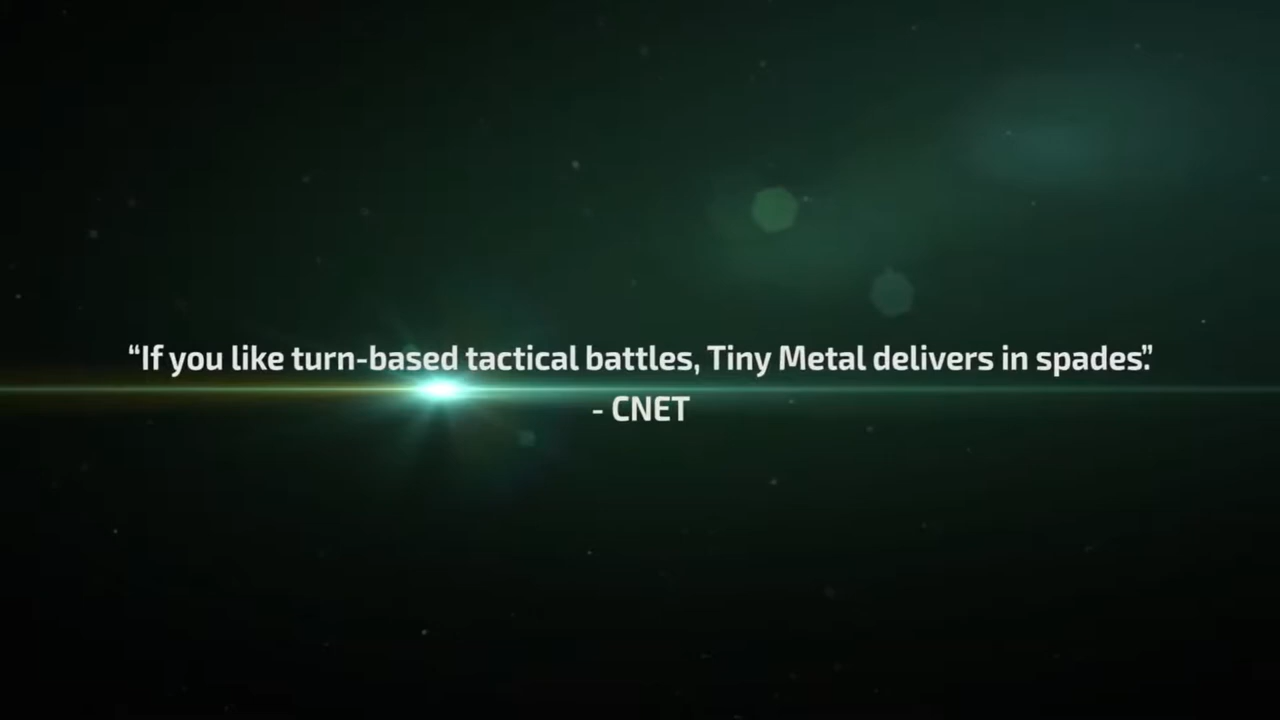 “If you like turn-based tactical battles, Tiny Metal delivers in spades.”
- CNET